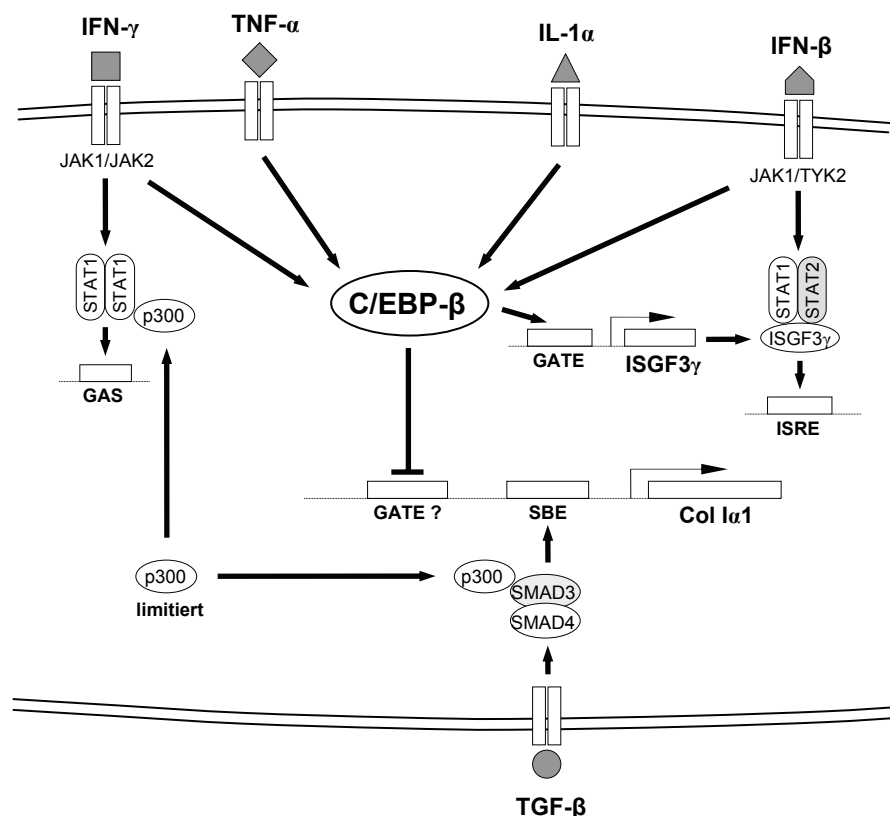 IFN-γ
TNF-α
IL-1α
IFN-β
JAK1/JAK2
JAK1/TYK2
STAT1
STAT1
p300
GAS
C/EBP-β
GATE
ISGF3γ
STAT1
STAT2
ISGF3γ
ISRE
GATE ?
SBE
Col Iα1
p300
limitiert
p300
SMAD3
SMAD4
TGF-β